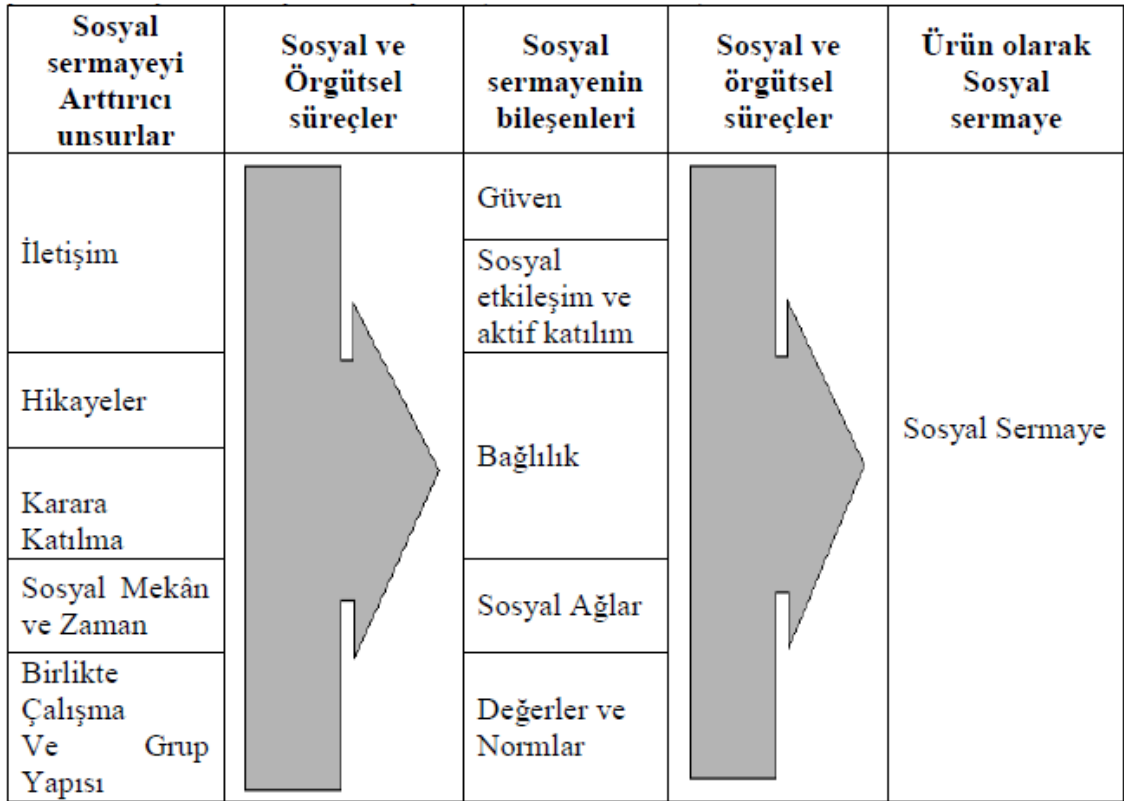 Sosyal
sermayeyi
Arttırıcı
unsurlar
Sosyal ve
Örgütsel
süreçler
Sosyal
sermayenin
bileşenleri
Sosyal ve
örgütsel
süreçler
Ürün olarak
Sosyal
sermaye
İletişim
Hikayeler
Karara
Katılma
Sosyal Mekân
ve Zaman
Birlikte
Çalışma
Ve Grup
Yapısı
Güven
Sosyal
etkileşim ve
aktif katılım
Bağlılık
Sosyal Ağlar
Değerler ve
Normlar
Sosyal Sermaye